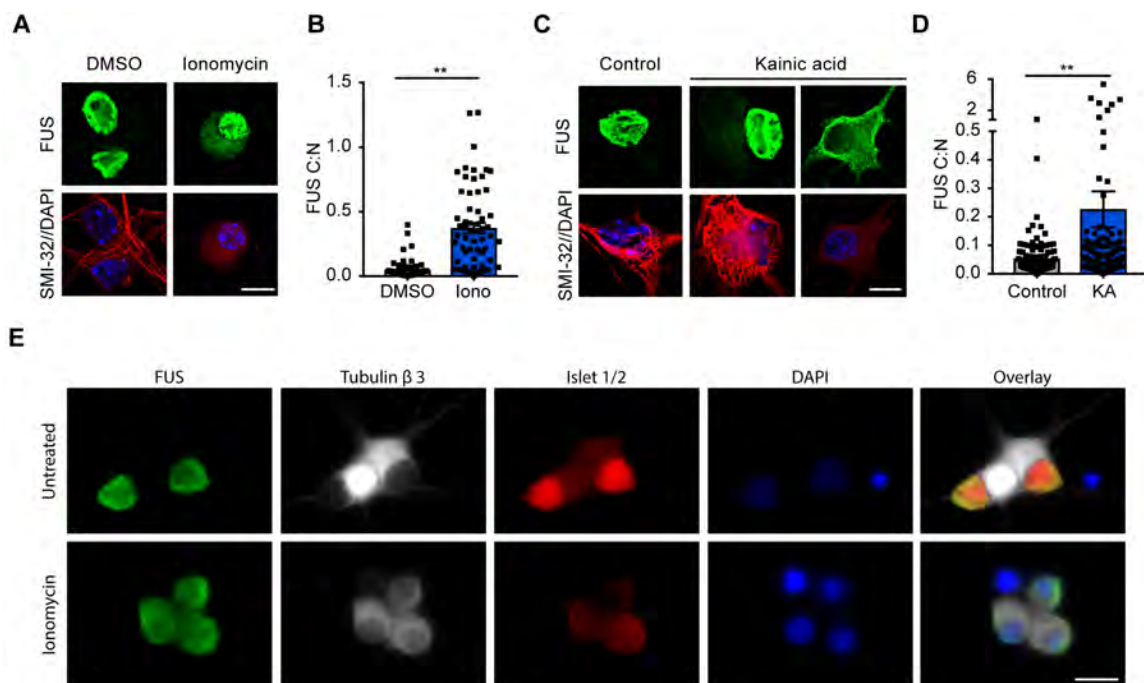 A
DMSO
Ionomycin
FUS
SMI-32//DAPI
B
**
FUS C:N
1.5
1.0
0.5
0.0
DMSO
Iono
C
Control
Kainic acid
FUS
SMI-32//DAPI
D
**
FUS C:N
6
4
2
0.5
0.4
0.3
0.2
0.1
0.0
Control
KA
E
FUS
Tubulin β 3
Islet 1/2
DAPI
Overlay
Untreated
Ionomycin